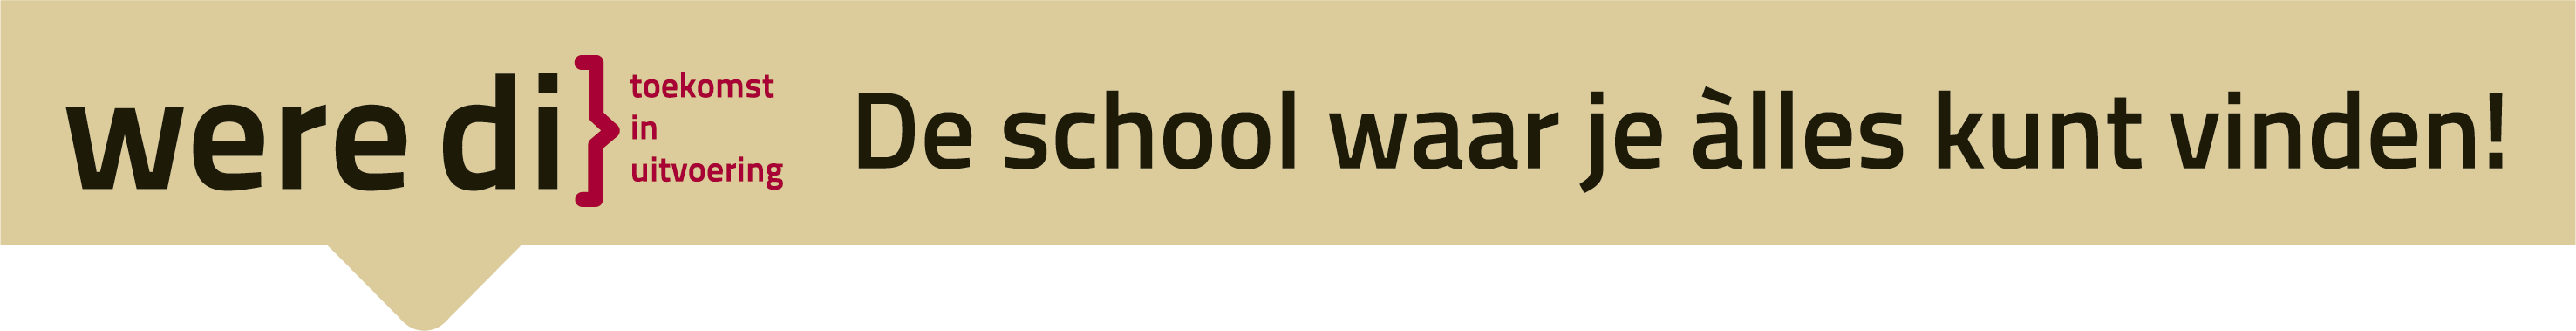 were di
toekomst
in
uitvoering
De school waar je àlles kunt vinden!